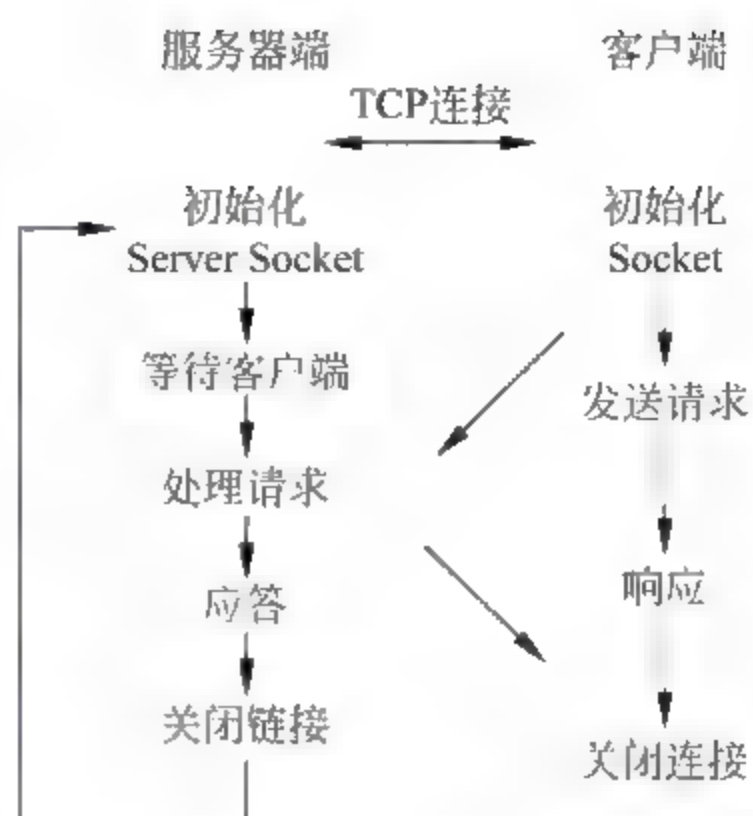 服务器端
客户端
TCP连接
初始化
Server Socket
初始化
Socket
等待客户端
发送请求
处理请求
应答
响应
关闭链接
关闭连接